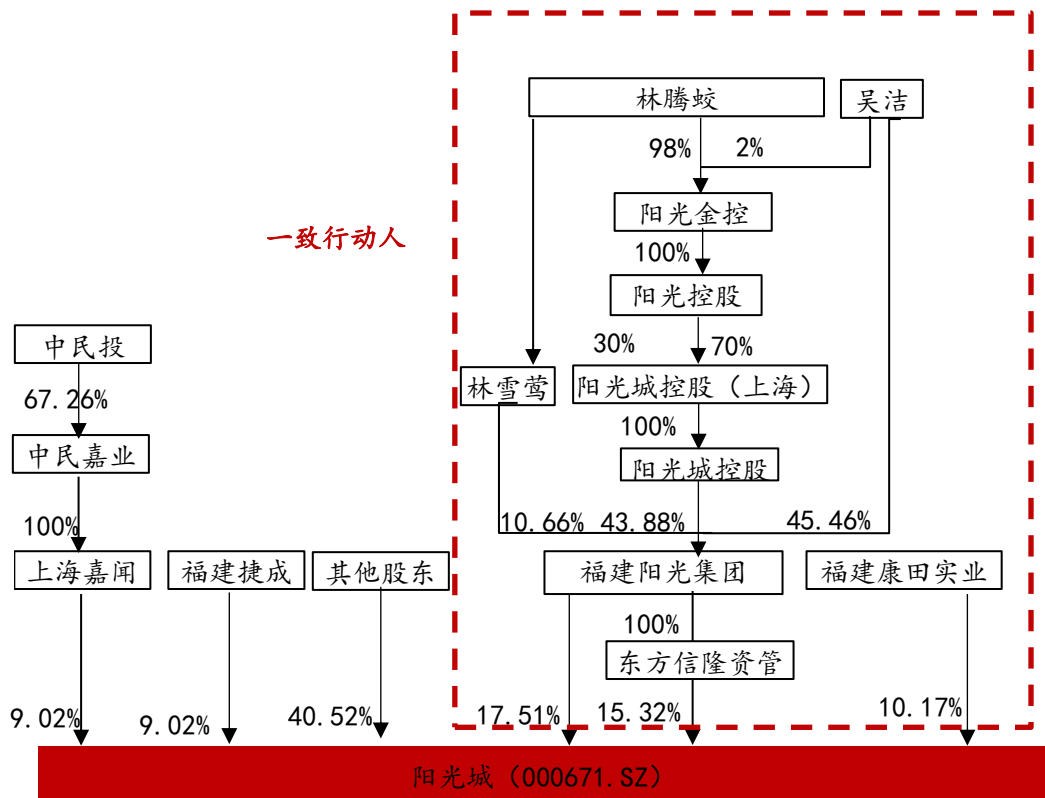 林腾蛟
吴洁
98%
2%
阳光金控
一致行动人
100%
阳光控股
30%
70%
中民投
林雪莺
阳光城控股（上海）
67.26%
100%
中民嘉业
阳光城控股
100%
10.66%
43.88%
45.46%
上海嘉闻
福建捷成
其他股东
福建阳光集团
福建康田实业
100%
东方信隆资管
9.02%
9.02%
40.52%
17.51%
15.32%
10.17%
阳光城（000671.SZ）